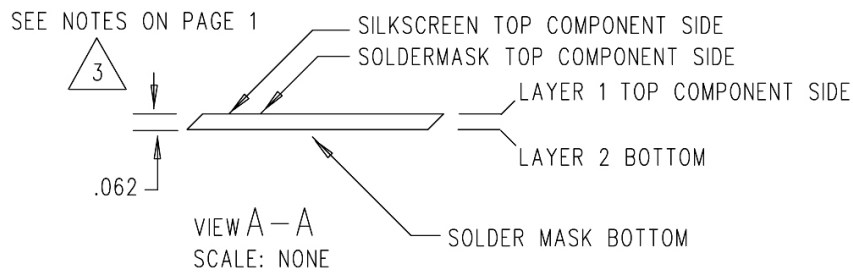 SEE NOTES ON PAGE 1
3
SILKSCREEN TOP COMPONENT SIDE
SOLDERMASK TOP COMPONENT SIDE
LAYER 1 TOP COMPONENT SIDE
LAYER 2 BOTTOM
.062
VIEW A-A
SCALE: NONE
SOLDER MASK BOTTOM